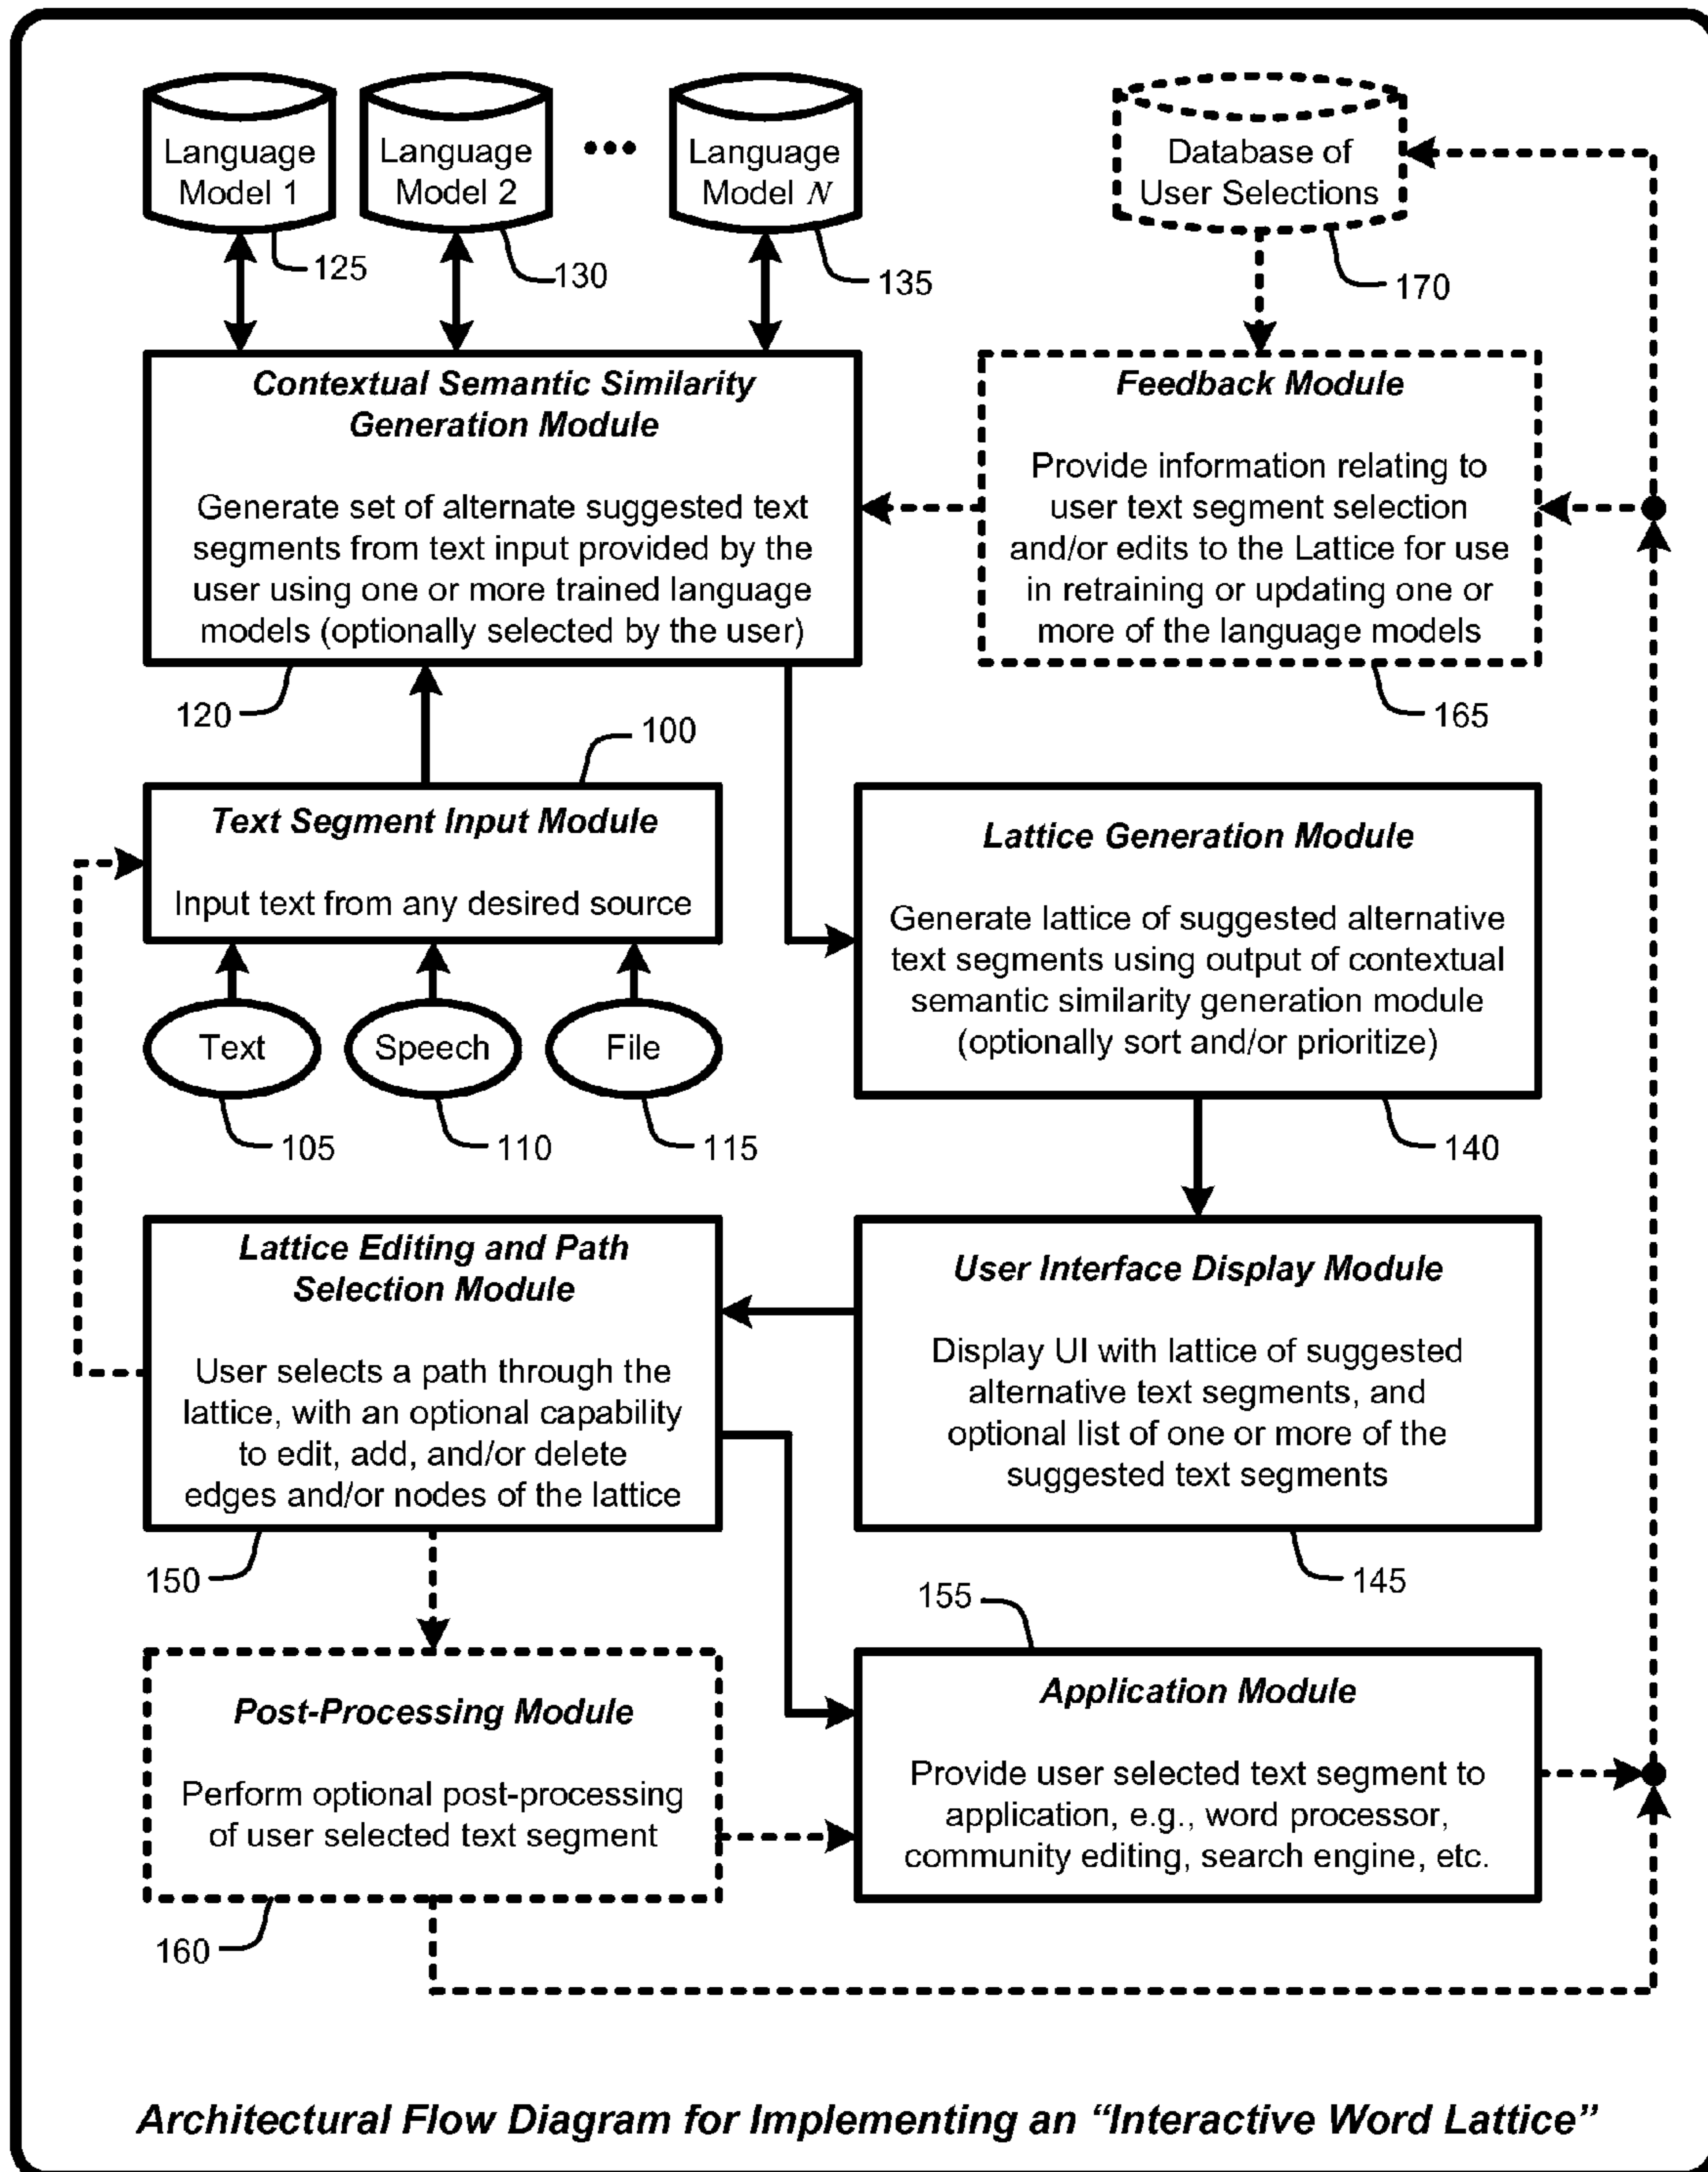 Language
Model 1
Language
Model 2
•••
Language
Model N
Database of
User Selections
125
130
135
170
Contextual Semantic Similarity
Generation Module
Generate set of alternate suggested text
segments from text input provided by the
user using one or more trained language
models (optionally selected by the user)
Feedback Module
Provide information relating to
user text segment selection
and/or edits to the Lattice for use
in retraining or updating one or
more of the language models
120
100
165
Text Segment Input Module
Input text from any desired source
Lattice Generation Module
Generate lattice of suggested alternative
text segments using output of contextual
semantic similarity generation module
(optionally sort and/or prioritize)
Text
Speech
File
105
110
115
140
Lattice Editing and Path
Selection Module
User selects a path through the
lattice, with an optional capability
to edit, add, and/or delete
edges and/or nodes of the lattice
User Interface Display Module
Display UI with lattice of suggested
alternative text segments, and
optional list of one or more of the
suggested text segments
150
155
145
Post-Processing Module
Perform optional post-processing
of user selected text segment
Application Module
Provide user selected text segment to
application, e.g., word processor,
community editing, search engine, etc.
160
Architectural Flow Diagram for Implementing an “Interactive Word Lattice”